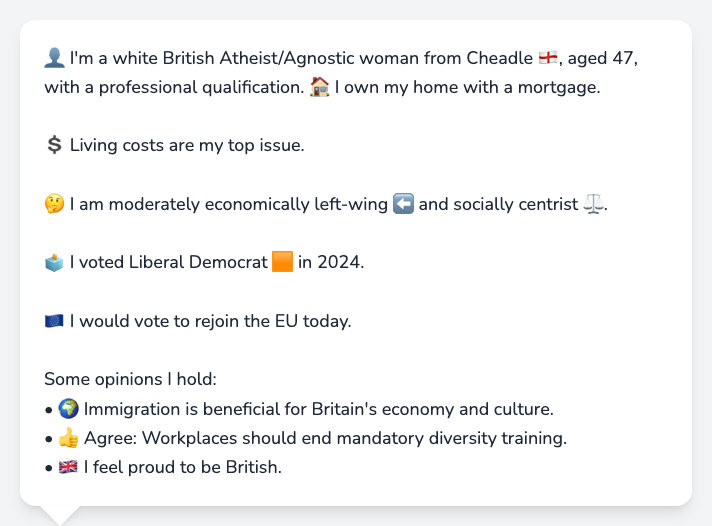 👤 I'm a white British Atheist/Agnostic woman from Cheadle 🏴󠁧󠁢󠁥󠁮󠁧󠁿, aged 47,
with a professional qualification. 🏠 I own my home with a mortgage.
💲 Living costs are my top issue.
🤔 I am moderately economically left-wing ⬅️ and socially centrist ⚖️.
🗳️ I voted Liberal Democrat 🟧 in 2024.
🇪🇺 I would vote to rejoin the EU today.
Some opinions I hold:
• 🌍 Immigration is beneficial for Britain's economy and culture.
• 👍 Agree: Workplaces should end mandatory diversity training.
• 🇬🇧 I feel proud to be British.